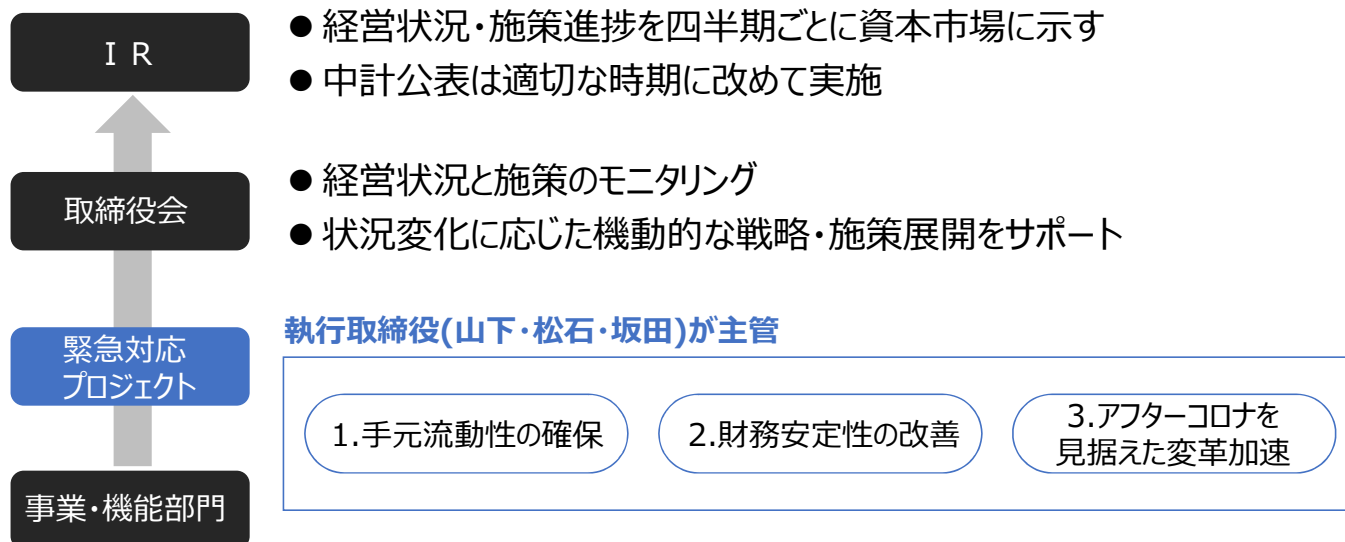 ＩＲ
● 経営状況・施策進捗を四半期ごとに資本市場に示す
● 中計公表は適切な時期に改めて実施
取締役会
● 経営状況と施策のモニタリング
● 状況変化に応じた機動的な戦略・施策展開をサポート
緊急対応
プロジェクト
執行取締役(山下・松石・坂田)が主管
1.手元流動性の確保
2.財務安定性の改善
3.アフターコロナを
見据えた変革加速
事業・機能部門